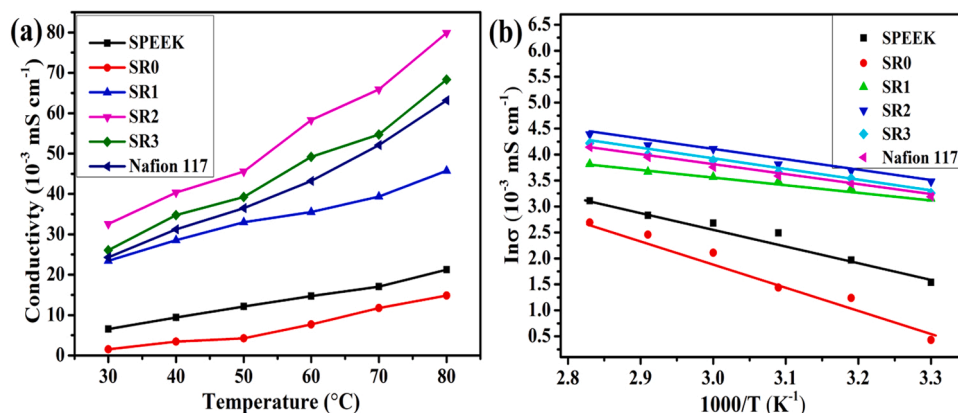 (a)
SPEEK
SR0
SR1
SR2
SR3
Nafion 117
Conductivty (10⁻³ mS cm⁻¹)
80
70
60
50
40
30
20
10
0
30 40 50 60 70 80
Temperature (°C)
(b)
SPEEK
SR0
SR1
SR2
SR3
Nafion 117
Inσ (10⁻³ mS cm⁻¹)
6.5
6.0
5.5
5.0
4.5
4.0
3.5
3.0
2.5
2.0
1.5
1.0
0.5
2.8 2.9 3.0 3.1 3.2 3.3
1000/T (K⁻¹)